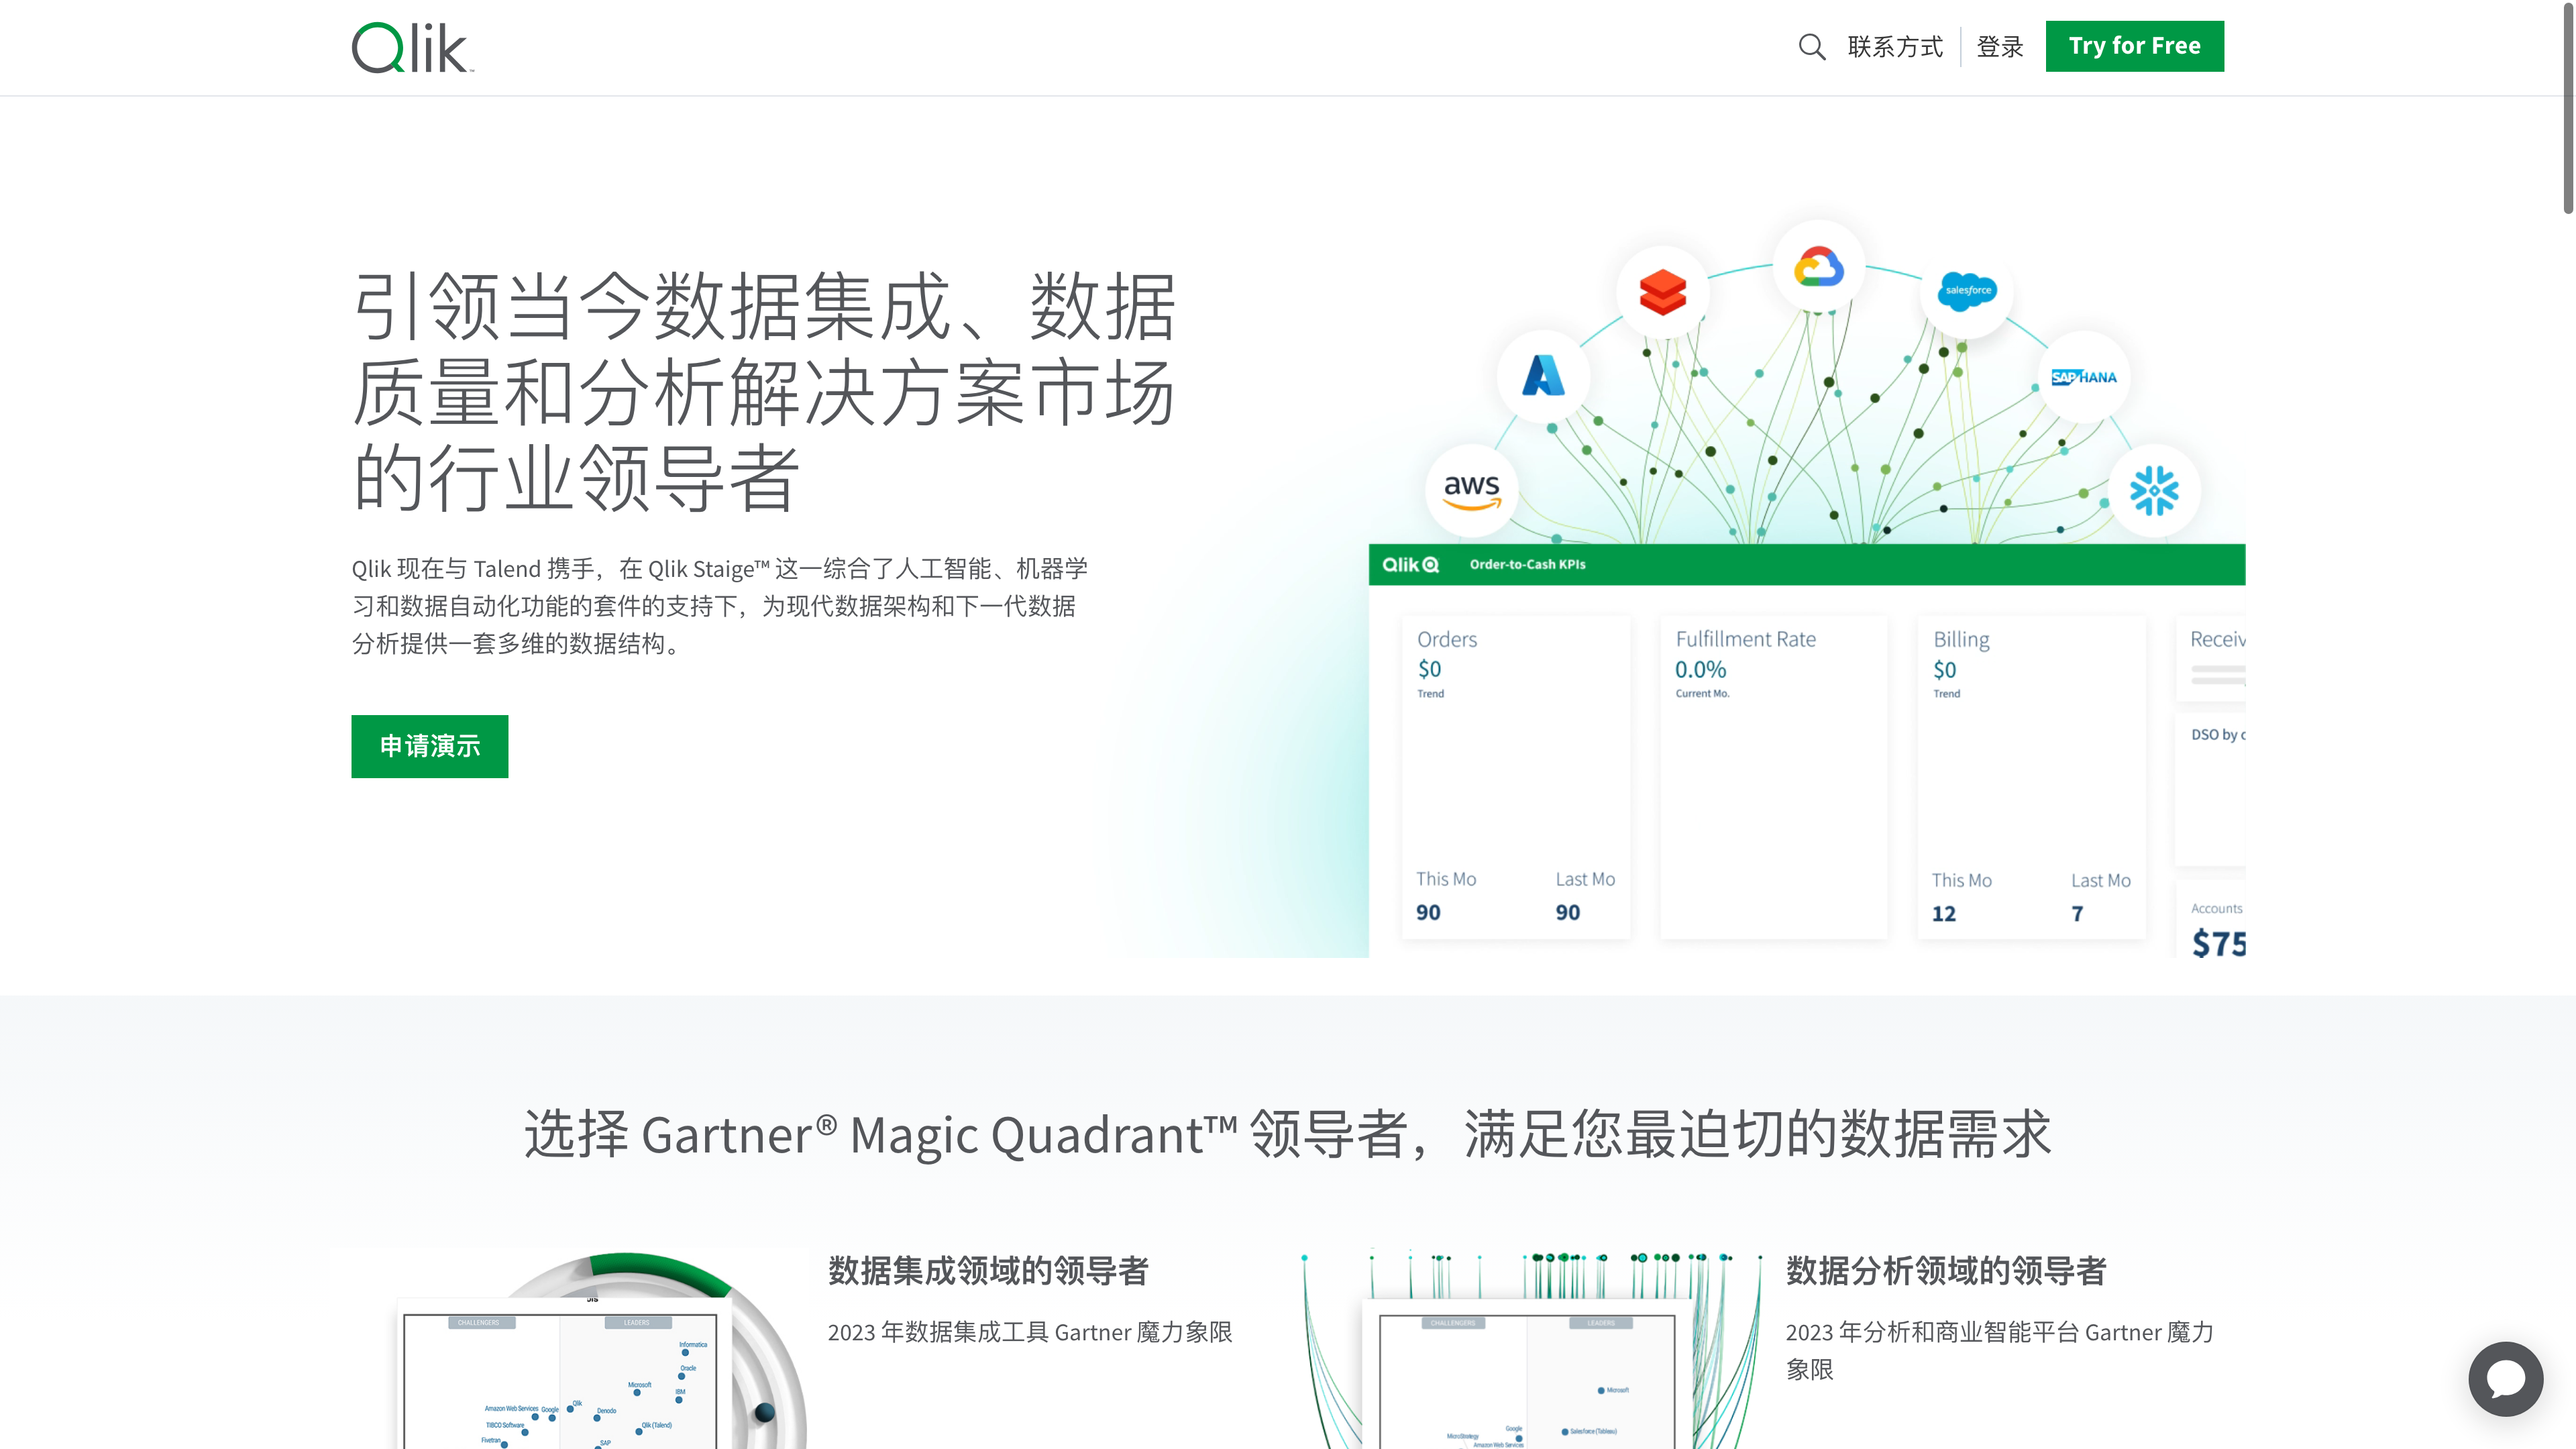 Qlik
联系方式
登录
Try for Free
引领当今数据集成、数据
质量和分析解决方案市场
的行业领导者
Qlik 现在与 Talend 携手，在 Qlik Staige™ 这一综合了人工智能、机器学
习和数据自动化功能的套件的支持下，为现代数据架构和下一代数据
分析提供一套多维的数据结构。
申请演示
salesforce
SAP HANA
aws
Qlik
Order-to-Cash KPIs
Orders
$0
Trend
This Mo
Last Mo
90
90
Fulfillment Rate
0.0%
Current Mo.
Billing
$0
Trend
This Mo
Last Mo
12
7
Receiv
DSO by c
Accounts
$75
选择 Gartner® Magic Quadrant™ 领导者，满足您最迫切的数据需求
CHALLENGERS
LEADERS
Informatica
Oracle
Microsoft
IBM
Qlik
Amazon Web Services
Google
Denodo
TIBCO Software
Qlik (Talend)
Fivetran
SAP
数据集成领域的领导者
2023 年数据集成工具 Gartner 魔力象限
CHALLENGERS
LEADERS
Microsoft
Google
Salesforce (Tableau)
MicroStrategy
Amazon Web Services
数据分析领域的领导者
2023 年分析和商业智能平台 Gartner 魔力
象限